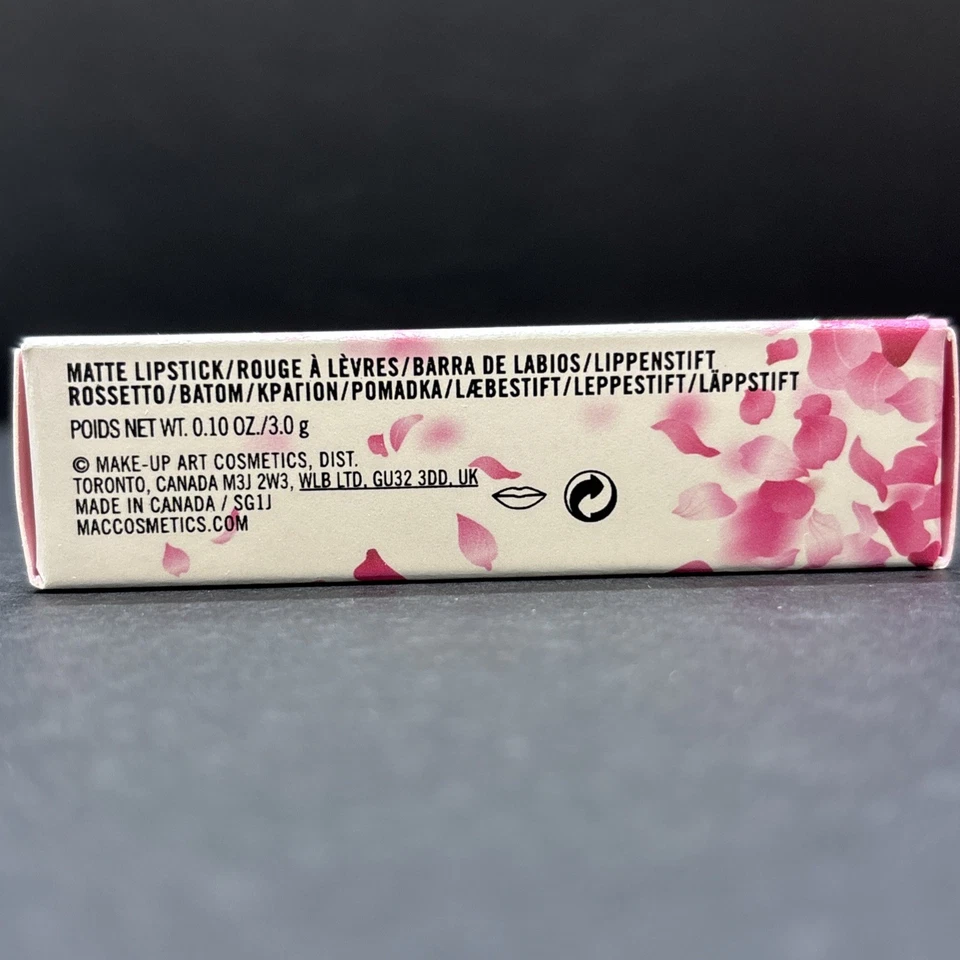 MATTE LIPSTICK/ROUGE À LÈVRES/BARRA DE LABIOS/LIPPENSTIFT
ROSSETTO/BATOM/ΚΡΑΓΙΟΝ/POMADKA/LÆBESTIFT/LEPPESTIFT/LÄPPSTIFT
POIDS NET WT. 0.10 OZ./3.0 g
© MAKE-UP ART COSMETICS, DIST.
TORONTO, CANADA M3J 2W3, WLB LTD, GU32 3DD, UK
MADE IN CANADA / SG1J
MACCOSMETICS.COM